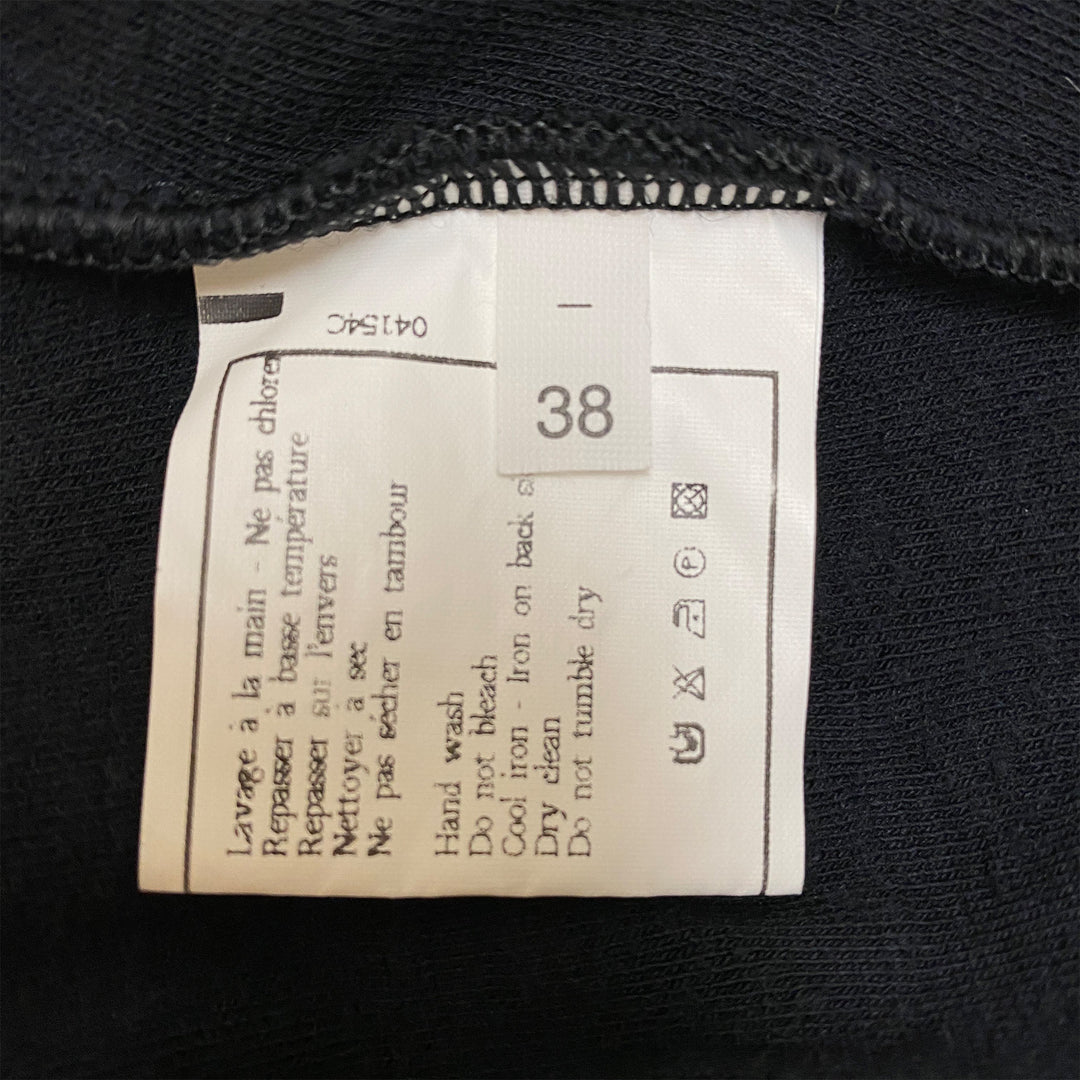 04154C
I
38
Lavage à la main - Ne pas chlorer
Repasser à basse température
Repasser sur l'envers
Nettoyer à sec
Ne pas sécher en tambour
Hand wash
Do not bleach
Cool iron - Iron on back
Dry clean
Do not tumble dry
P